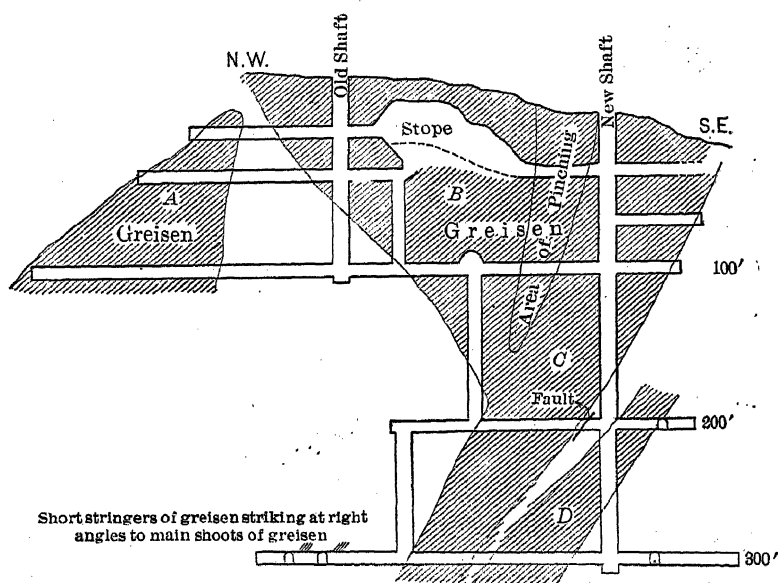 N.W.
Old Shaft
New Shaft
S.E.
Stope
A
Greisen
B
Greisen
Area of Pinching
100'
C
Fault
200'
D
Short stringers of greisen striking at right
angles to main shoots of greisen
300'